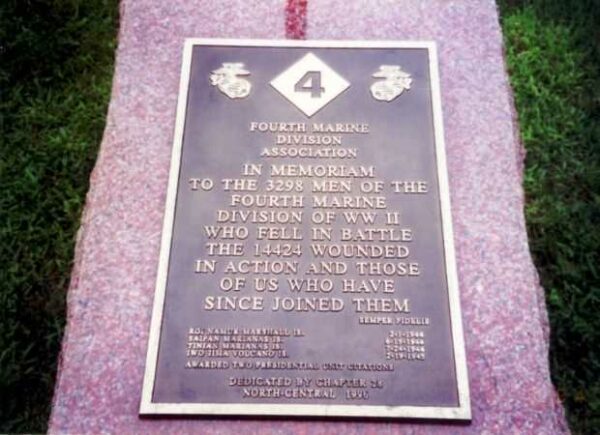 4
FOURTH MARINE
DIVISION
ASSOCIATION
IN MEMORIAM
TO THE 3298 MEN OF THE
FOURTH MARINE
DIVISION OF WW II
WHO FELL IN BATTLE
THE 14424 WOUNDED
IN ACTION AND THOSE
OF US WHO HAVE
SINCE JOINED THEM
SEMPER FIDELIS
ROI NAMUR MARSHALL IS. 2-1-1944
SAIPAN MARIANAS IS. 6-15-1944
TINIAN MARIANAS IS. 7-24-1944
IWO JIMA VOLCANO IS. 2-19-1945
AWARDED TWO PRESIDENTIAL UNIT CITATIONS
DEDICATED BY CHAPTER 28
NORTH-CENTRAL